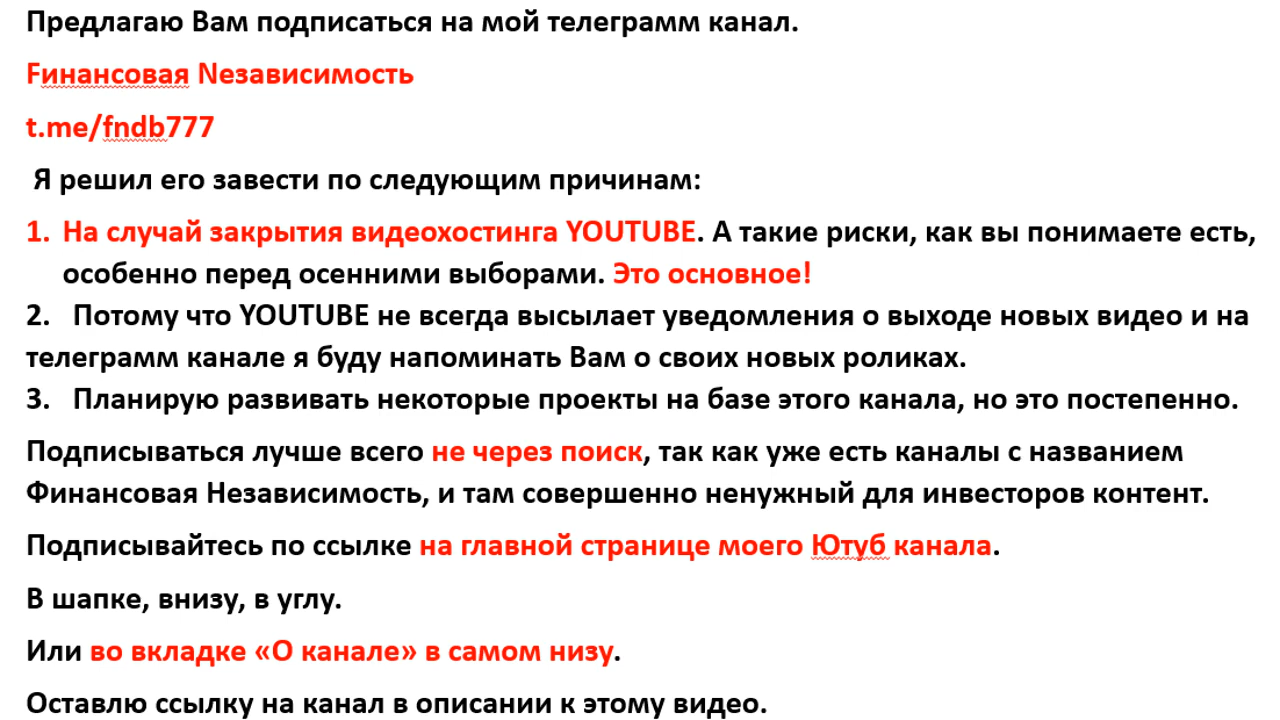 Предлагаю Вам подписаться на мой телеграмм канал.
Fинансовая Nезависимость
t.me/fndb777
Я решил его завести по следующим причинам:
1. На случай закрытия видеохостинга YOUTUBE. А такие риски, как вы понимаете есть,
особенно перед осенними выборами. Это основное!
2. Потому что YOUTUBE не всегда высылает уведомления о выходе новых видео и на
телеграмм канале я буду напоминать Вам о своих новых роликах.
3. Планирую развивать некоторые проекты на базе этого канала, но это постепенно.
Подписываться лучше всего не через поиск, так как уже есть каналы с названием
Финансовая Независимость, и там совершенно ненужный для инвесторов контент.
Подписывайтесь по ссылке на главной странице моего Ютуб канала.
В шапке, внизу, в углу.
Или во вкладке «О канале» в самом низу.
Оставлю ссылку на канал в описании к этому видео.